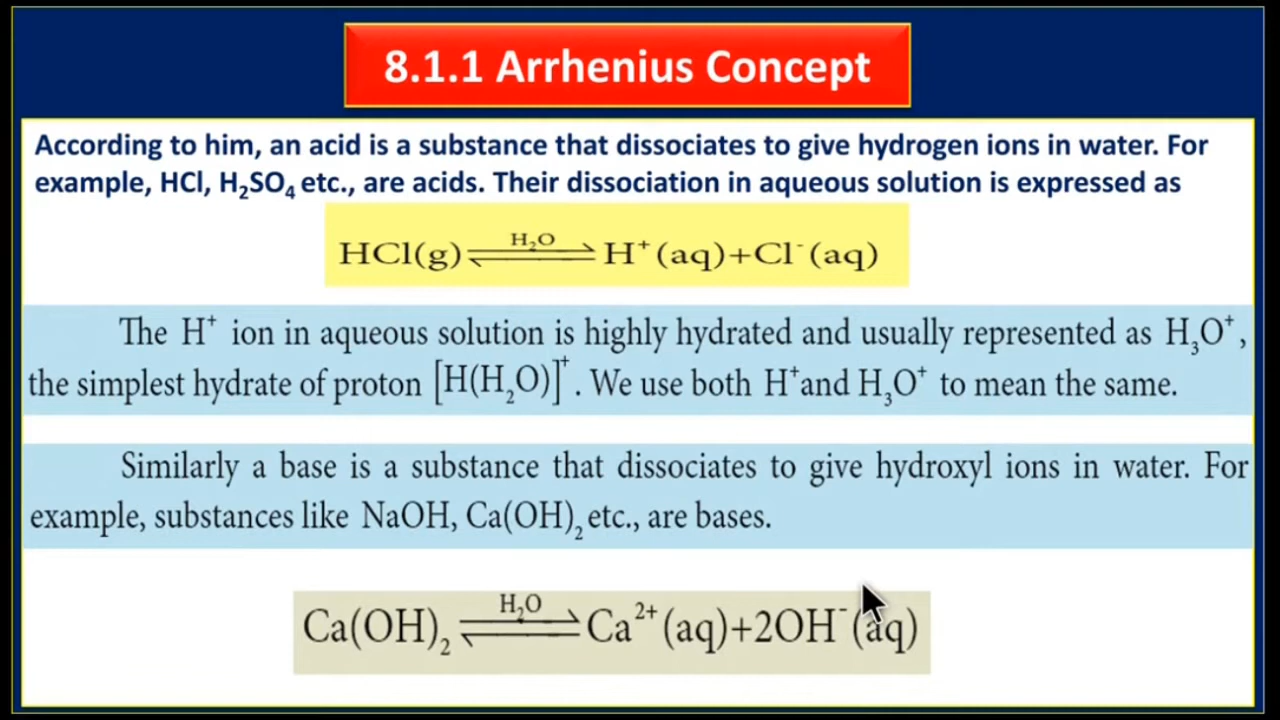 8.1.1 Arrhenius Concept
According to him, an acid is a substance that dissociates to give hydrogen ions in water. For
example, HCl, H₂SO₄ etc., are acids. Their dissociation in aqueous solution is expressed as
HCl(g) ⇌[H₂O] H⁺(aq)+Cl⁻(aq)
The H⁺ ion in aqueous solution is highly hydrated and usually represented as H₃O⁺,
the simplest hydrate of proton [H(H₂O)]⁺. We use both H⁺and H₃O⁺ to mean the same.
Similarly a base is a substance that dissociates to give hydroxyl ions in water. For
example, substances like NaOH, Ca(OH)₂ etc., are bases.
Ca(OH)₂ ⇌[H₂O] Ca²⁺(aq)+2OH⁻(aq)